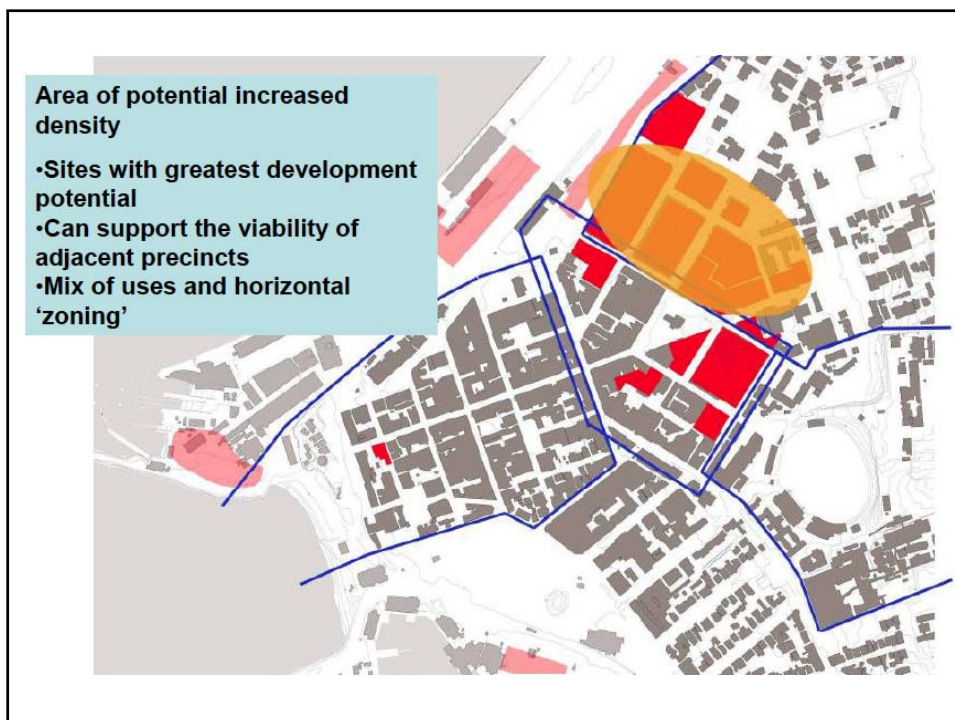 Area of potential increased
density
•Sites with greatest development
potential
•Can support the viability of
adjacent precincts
•Mix of uses and horizontal
‘zoning’